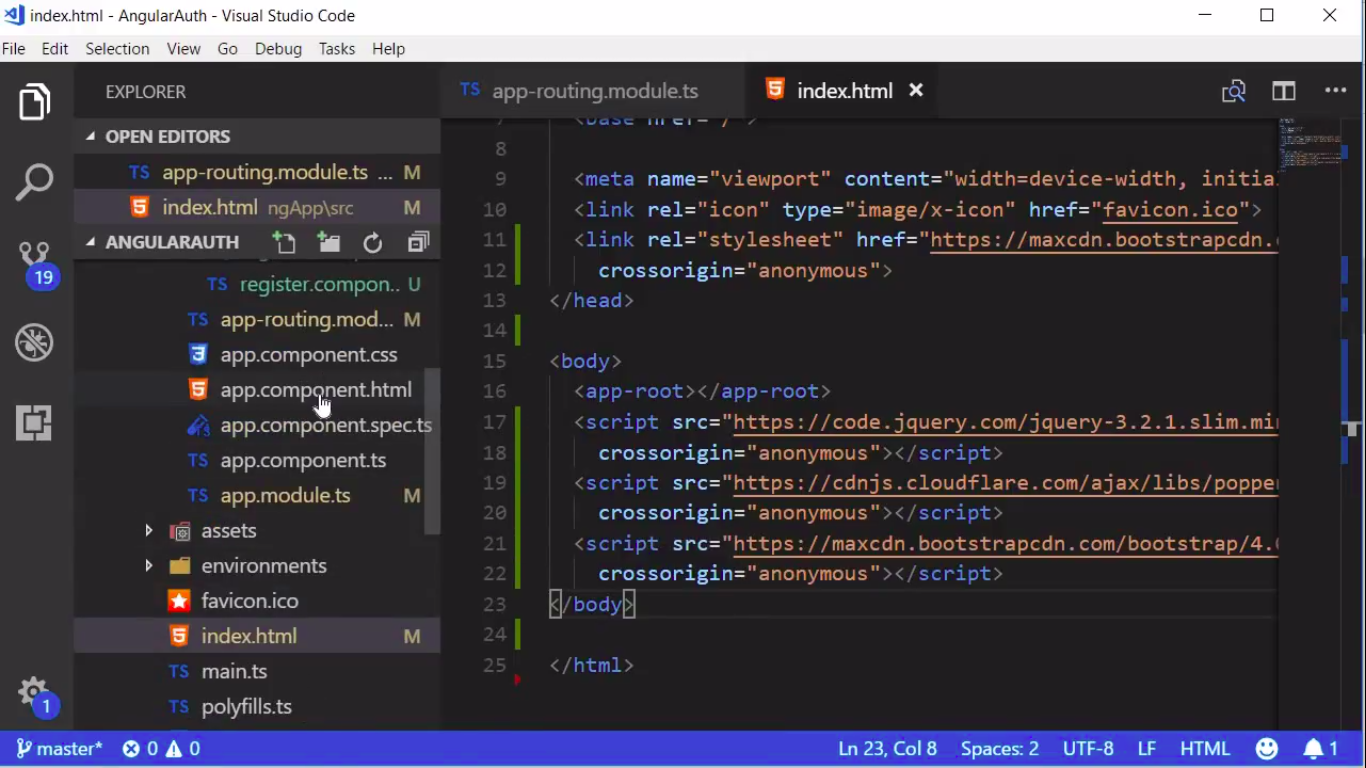 index.html - AngularAuth - Visual Studio Code
File Edit Selection View Go Debug Tasks Help
EXPLORER
OPEN EDITORS
TS app-routing.module.ts ... M
index.html ngApp\src M
ANGULARAUTH
TS register.compon.. U
TS app-routing.mod... M
app.component.css
app.component.html
app.component.spec.ts
TS app.component.ts
TS app.module.ts M
assets
environments
favicon.ico
index.html M
TS main.ts
TS polyfills.ts
19
1
TS app-routing.module.ts
index.html
7 <base href="/">
8
9 <meta name="viewport" content="width=device-width, initia
10 <link rel="icon" type="image/x-icon" href="favicon.ico">
11 <link rel="stylesheet" href="https://maxcdn.bootstrapcdn.
12 crossorigin="anonymous">
13 </head>
14
15 <body>
16 <app-root></app-root>
17 <script src="https://code.jquery.com/jquery-3.2.1.slim.mi
18 crossorigin="anonymous"></script>
19 <script src="https://cdnjs.cloudflare.com/ajax/libs/poppe
20 crossorigin="anonymous"></script>
21 <script src="https://maxcdn.bootstrapcdn.com/bootstrap/4.
22 crossorigin="anonymous"></script>
23 </body>
24
25 </html>
master* 0 0 Ln 23, Col 8 Spaces: 2 UTF-8 LF HTML 1